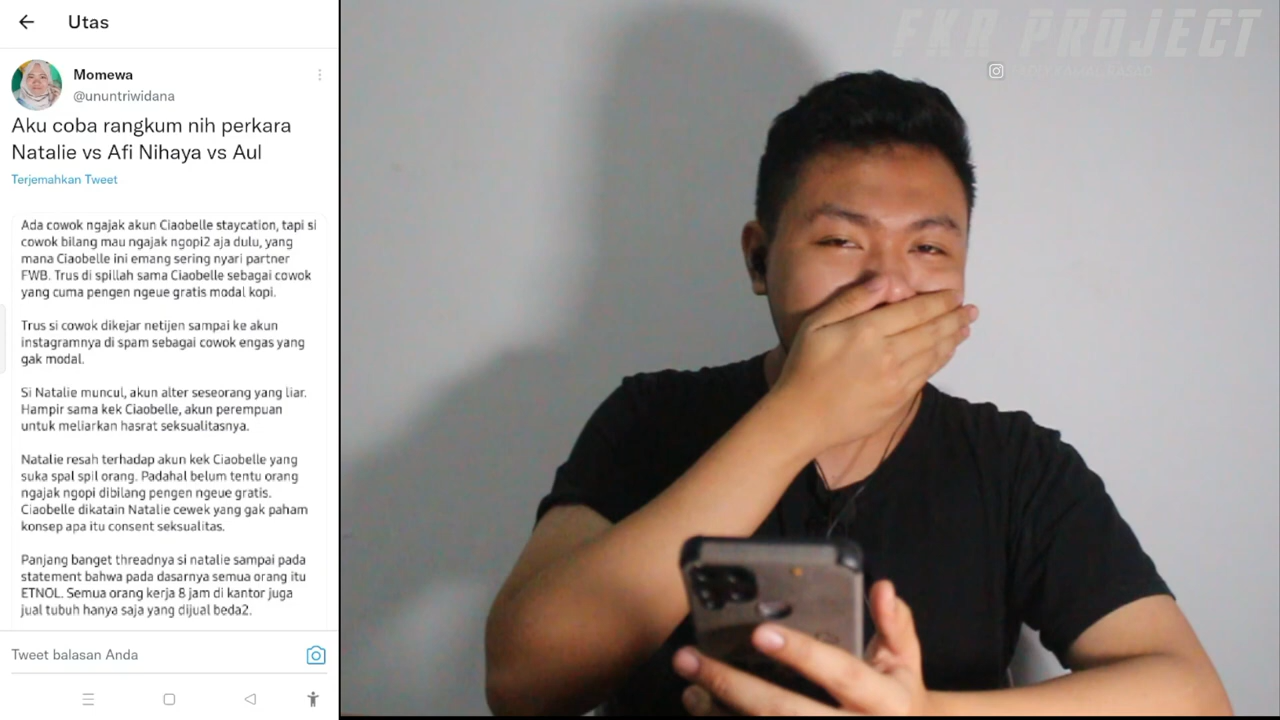 Utas
Momewa
@ununtriwidana
Aku coba rangkum nih perkara
Natalie vs Afi Nihaya vs Aul
Terjemahkan Tweet
Ada cowok ngajak akun Ciaobelle staycation, tapi si
cowok bilang mau ngajak ngopi2 aja dulu, yang
mana Ciaobelle ini emang sering nyari partner
FWB. Trus di spillah sama Ciaobelle sebagai cowok
yang cuma pengen ngeue gratis modal kopi.
Trus si cowok dikejar netijen sampai ke akun
instagramnya di spam sebagai cowok engas yang
gak modal.
Si Natalie muncul, akun alter seseorang yang liar.
Hampir sama kek Ciaobelle, akun perempuan
untuk meliarkan hasrat seksualitasnya.
Natalie resah terhadap akun kek Ciaobelle yang
suka spal spil orang. Padahal belum tentu orang
ngajak ngopi dibilang pengen ngeue gratis.
Ciaobelle dikatain Natalie cewek yang gak paham
konsep apa itu consent seksualitas.
Panjang banget threadnya si natalie sampai pada
statement bahwa pada dasarnya semua orang itu
ETNOL. Semua orang kerja 8 jam di kantor juga
jual tubuh hanya saja yang dijual beda2.
Tweet balasan Anda
FKR PROJECT